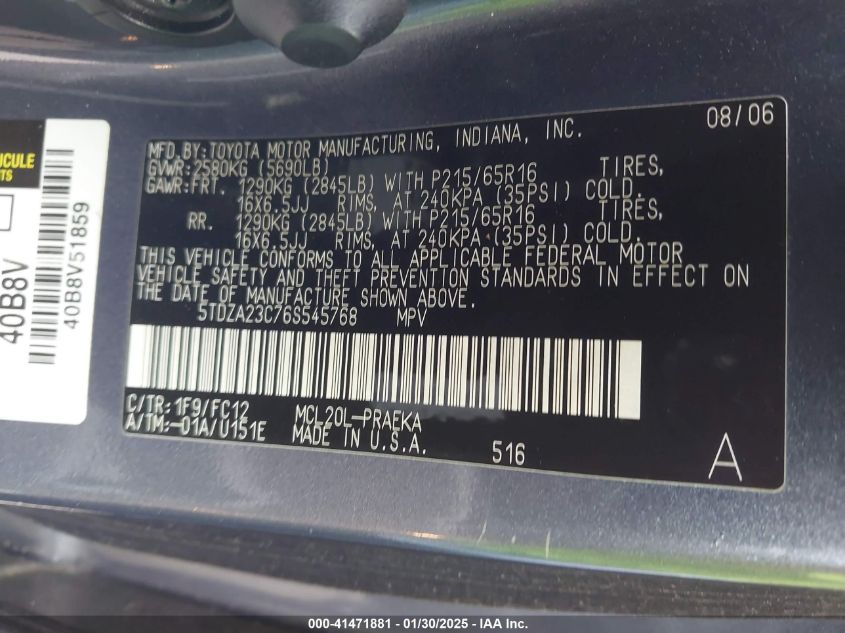 08/06
MFD.BY:TOYOTA MOTOR MANUFACTURING, INDIANA, INC.
GVWR:2580KG (5690LB)
GAWR:FRT. 1290KG (2845LB) WITH P215/65R16 TIRES,
16X6.5JJ RIMS, AT 240KPA (35PSI) COLD.
RR. 1290KG (2845LB) WITH P215/65R16 TIRES,
16X6.5JJ RIMS, AT 240KPA (35PSI) COLD.
THIS VEHICLE CONFORMS TO ALL APPLICABLE FEDERAL MOTOR
VEHICLE SAFETY AND THEFT PREVENTION STANDARDS IN EFFECT ON
THE DATE OF MANUFACTURE SHOWN ABOVE.
5TDZA23C76S545768 MPV
C/TR:1F9/FC12 MCL20L-PRAEKA
A/TM:-01A/U151E MADE IN U.S.A. 516
A
40B8V
40B8V51859
000-41471881 — 01/30/2025 — IAA Inc.